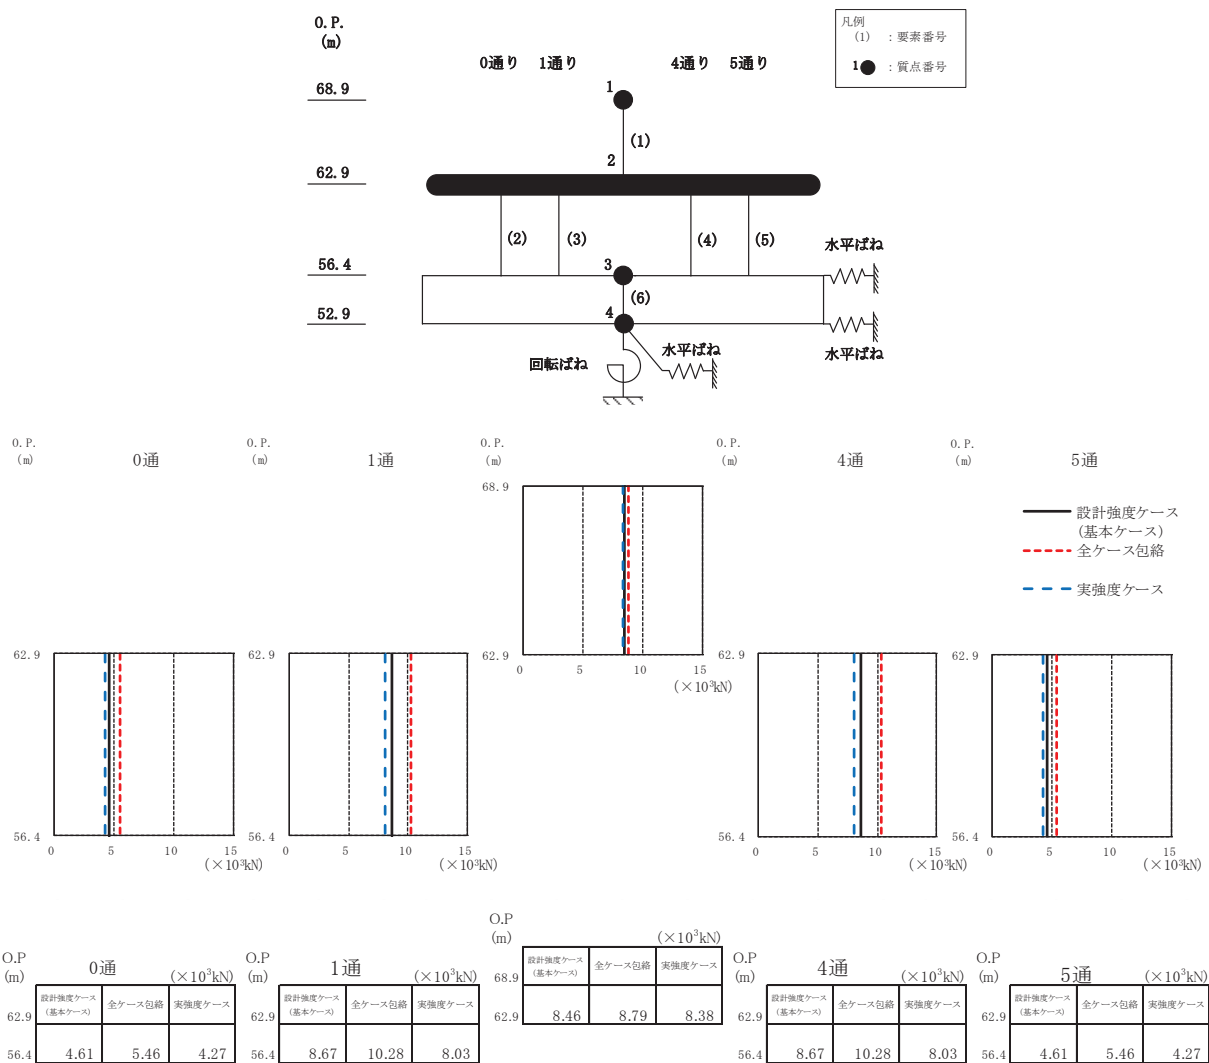 O.P.
(m)
凡例
(1) : 要素番号
1 : 質点番号
0通り 1通り 4通り 5通り
68.9
1
(1)
2
62.9
(2) (3) (4) (5)
水平ばね
56.4
3
(6)
52.9
4
水平ばね
水平ばね
回転ばね
O.P.
(m)
0通
O.P.
(m)
1通
O.P.
(m)
O.P.
(m)
4通
O.P.
(m)
5通
68.9
62.9
0 5 10 15
(×10³kN)
設計強度ケース
(基本ケース)
全ケース包絡
実強度ケース
62.9
56.4
0 5 10 15
(×10³kN)
62.9
56.4
0 5 10 15
(×10³kN)
62.9
56.4
0 5 10 15
(×10³kN)
62.9
56.4
0 5 10 15
(×10³kN)
O.P
(m)
0通
(×10³kN)
設計強度ケース
(基本ケース)
全ケース包絡
実強度ケース
62.9
56.4 4.61 5.46 4.27
O.P
(m)
1通
(×10³kN)
設計強度ケース
(基本ケース)
全ケース包絡
実強度ケース
62.9
56.4 8.67 10.28 8.03
O.P
(m)
(×10³kN)
設計強度ケース
(基本ケース)
全ケース包絡
実強度ケース
68.9
62.9 8.46 8.79 8.38
O.P
(m)
4通
(×10³kN)
設計強度ケース
(基本ケース)
全ケース包絡
実強度ケース
62.9
56.4 8.67 10.28 8.03
O.P
(m)
5通
(×10³kN)
設計強度ケース
(基本ケース)
全ケース包絡
実強度ケース
62.9
56.4 4.61 5.46 4.27